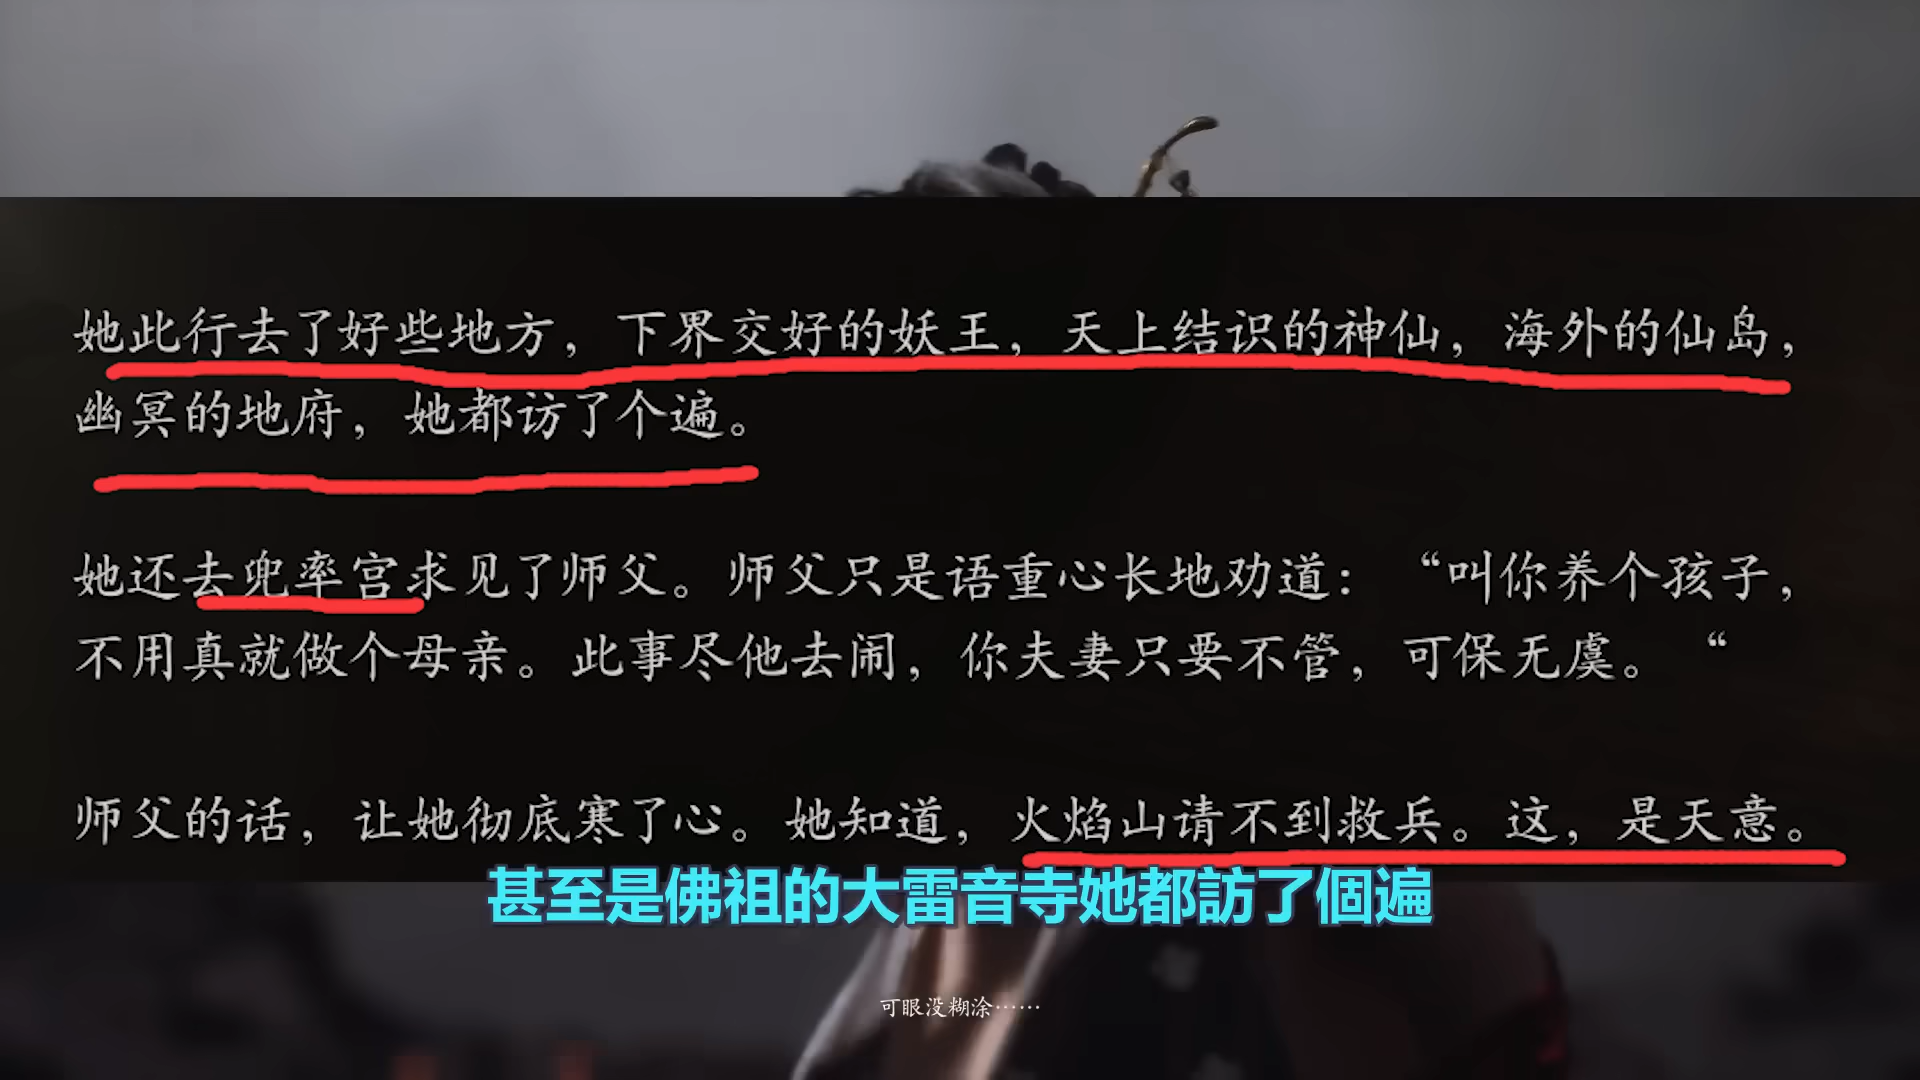 她此行去了好些地方，下界交好的妖王，天上结识的神仙，海外的仙岛，
幽冥的地府，她都访了个遍。
她还去兜率宫求见了师父。师父只是语重心长地劝道：“叫你养个孩子，
不用真就做个母亲。此事尽他去闹，你夫妻只要不管，可保无虞。“
师父的话，让她彻底寒了心。她知道，火焰山请不到救兵。这，是天意。
甚至是佛祖的大雷音寺她都訪了個遍
可眼没糊涂……